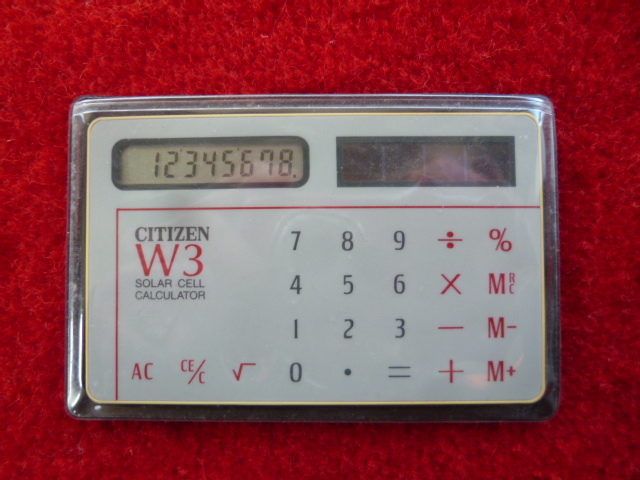 12345678.
CITIZEN
W3
SOLAR CELL
CALCULATOR
7 8 9 ÷ %
4 5 6 × MRC
1 2 3 − M−
AC CE/C √ 0 · = + M+